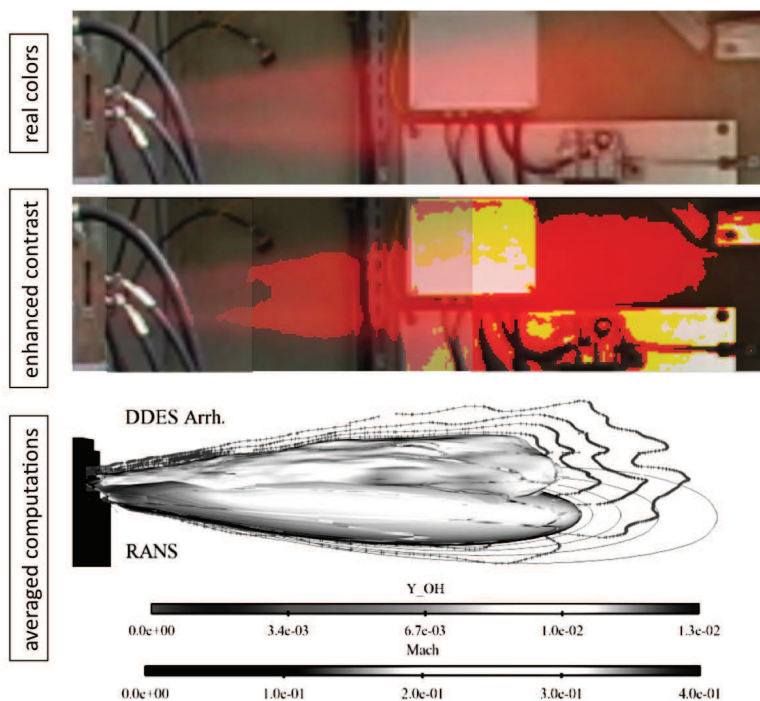 real colors
enhanced contrast
averaged computations
DDES Arrh.
RANS
Y_OH
0.0e+00 3.4e-03 6.7e-03 1.0e-02 1.3e-02
Mach
0.0e+00 1.0e-01 2.0e-01 3.0e-01 4.0e-01